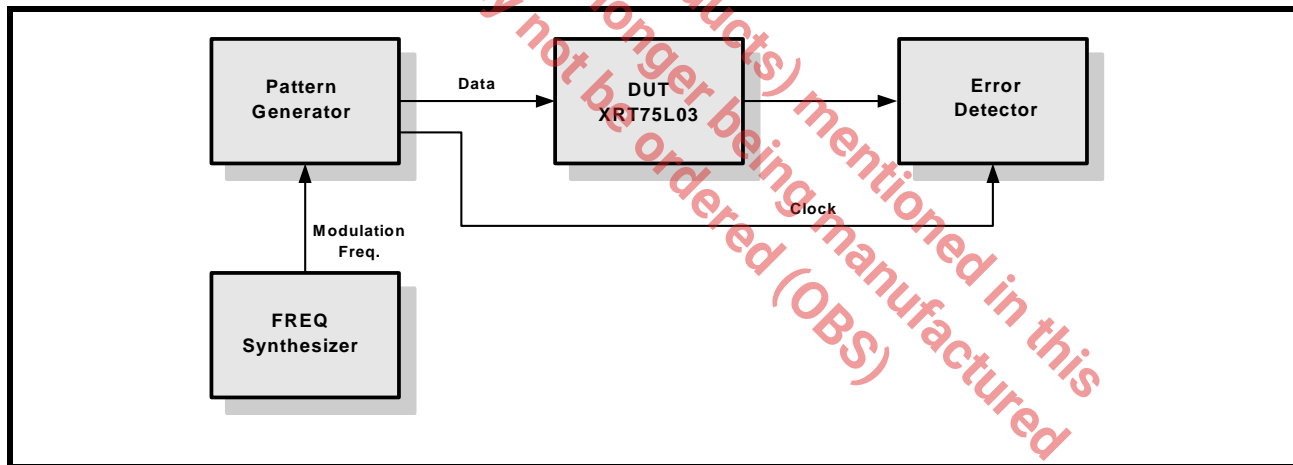 Pattern
Generator
Data
DUT
XRT75L03
Error
Detector
Clock
Modulation
Freq.
FREQ
Synthesizer
ucts) mentioned in this
longer being manufactured
y not be ordered (OBS)